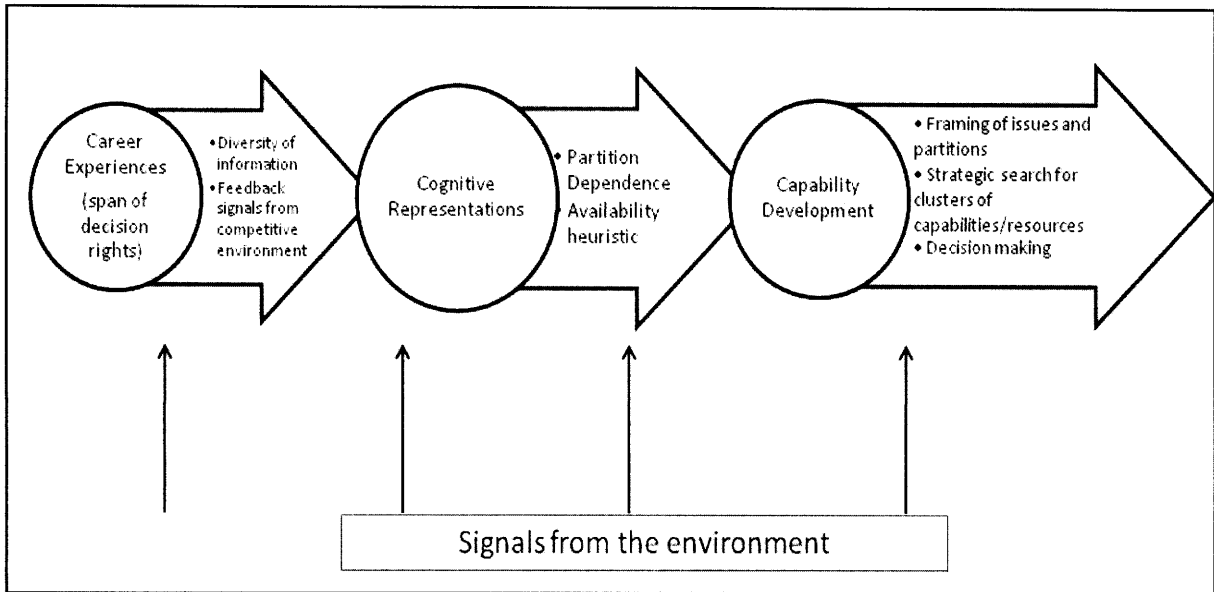 Career
Experiences
(span of
decision
rights)
• Diversity of
information
• Feedback
signals from
competitive
environment
Cognitive
Representations
• Partition
Dependence
• Availability
heuristic
Capability
Development
• Framing of issues and
partitions
• Strategic search for
clusters of
capabilities/resources
• Decision making
Signals from the environment